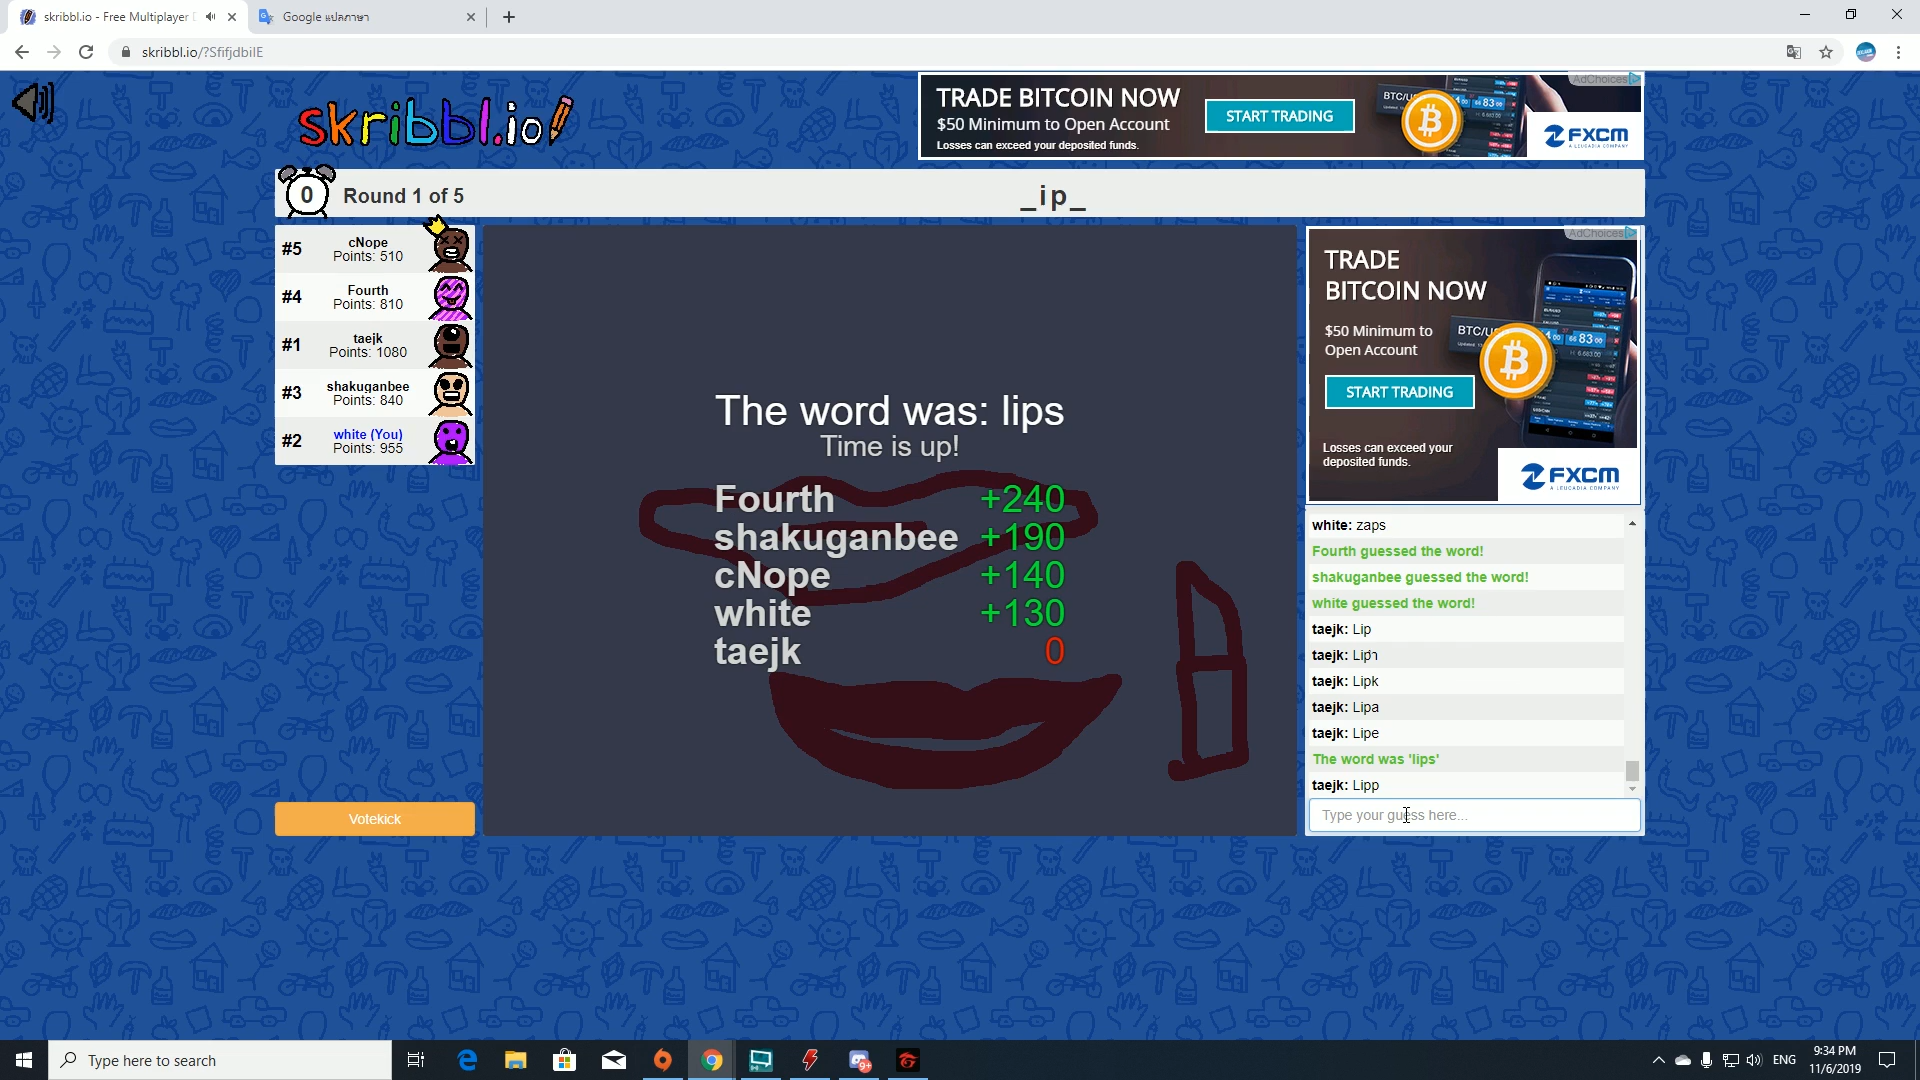 skribbl.io - Free Multiplayer D
Google แปลภาษา
skribbl.io/?SfifjdbilE
skribbl.io
TRADE BITCOIN NOW
$50 Minimum to Open Account
Losses can exceed your deposited funds.
START TRADING
AdChoices
FXCM
A LEUCADIA COMPANY
0
Round 1 of 5
_ip_
#5 cNope
Points: 510
#4 Fourth
Points: 810
#1 taejk
Points: 1080
#3 shakuganbee
Points: 840
#2 white (You)
Points: 955
Votekick
The word was: lips
Time is up!
Fourth +240
shakuganbee +190
cNope +140
white +130
taejk 0
AdChoices
TRADE
BITCOIN NOW
$50 Minimum to
Open Account
START TRADING
Losses can exceed your
deposited funds.
FXCM
A LEUCADIA COMPANY
white: zaps
Fourth guessed the word!
shakuganbee guessed the word!
white guessed the word!
taejk: Lip
taejk: Lipา
taejk: Lipk
taejk: Lipa
taejk: Lipe
The word was 'lips'
taejk: Lipp
Type your guess here...
Type here to search
ENG
9:34 PM
11/6/2019